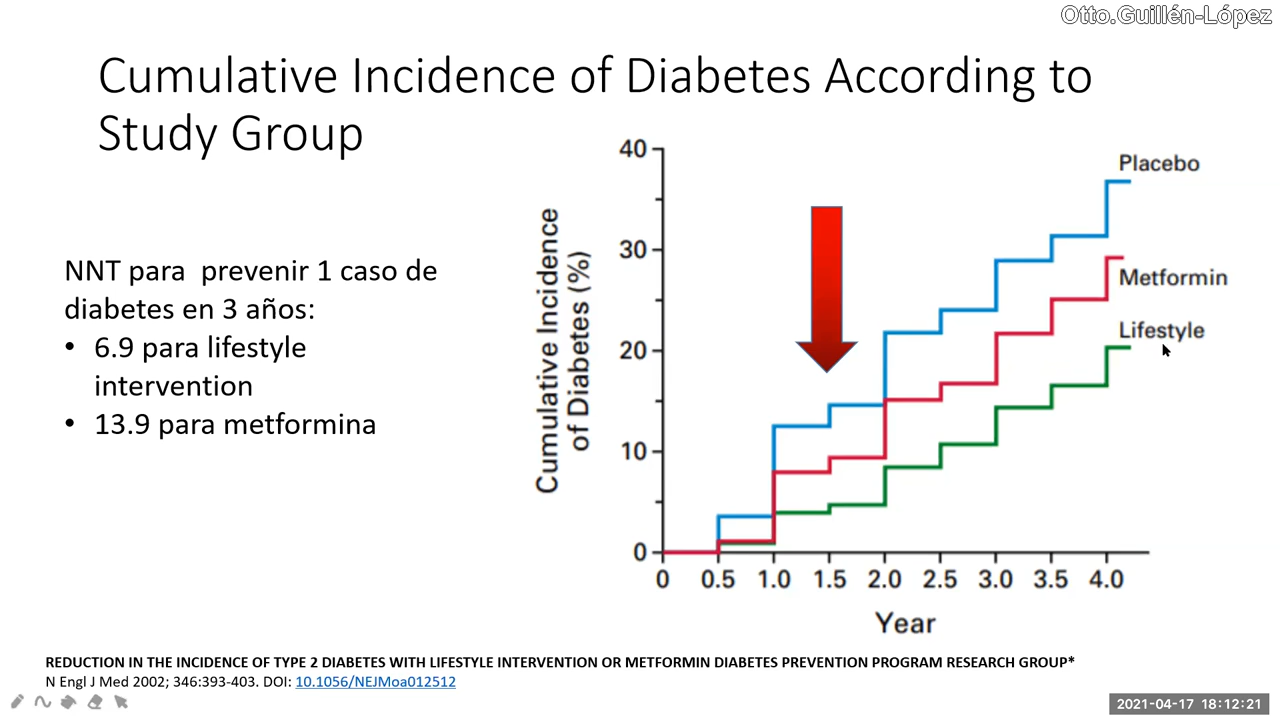 Otto.Guillén-López
Cumulative Incidence of Diabetes According to
Study Group
NNT para prevenir 1 caso de
diabetes en 3 años:
• 6.9 para lifestyle
intervention
• 13.9 para metformina
Cumulative Incidence
of Diabetes (%)
40
30
20
10
0
Placebo
Metformin
Lifestyle
0 0.5 1.0 1.5 2.0 2.5 3.0 3.5 4.0
Year
REDUCTION IN THE INCIDENCE OF TYPE 2 DIABETES WITH LIFESTYLE INTERVENTION OR METFORMIN DIABETES PREVENTION PROGRAM RESEARCH GROUP*
N Engl J Med 2002; 346:393-403. DOI: 10.1056/NEJMoa012512
2021-04-17 18:12:21